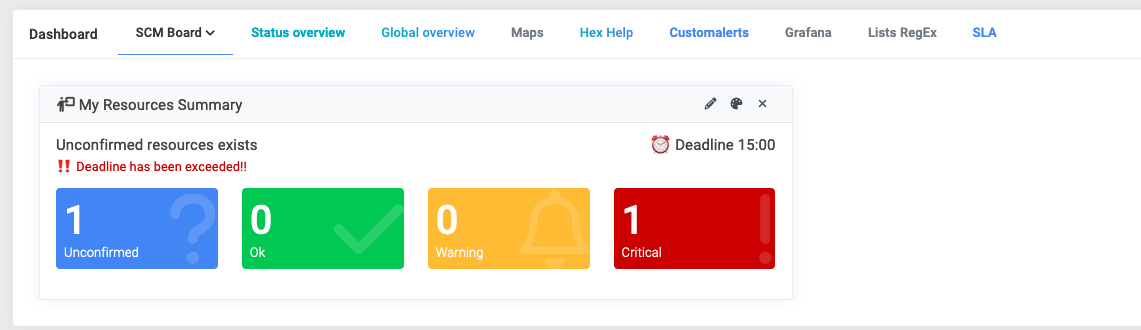 Dashboard SCM Board Status overview Global overview Maps Hex Help Customalerts Grafana Lists RegEx SLA
My Resources Summary
Unconfirmed resources exists Deadline 15:00
‼ Deadline has been exceeded!!
1 0 0 1
Unconfirmed Ok Warning Critical